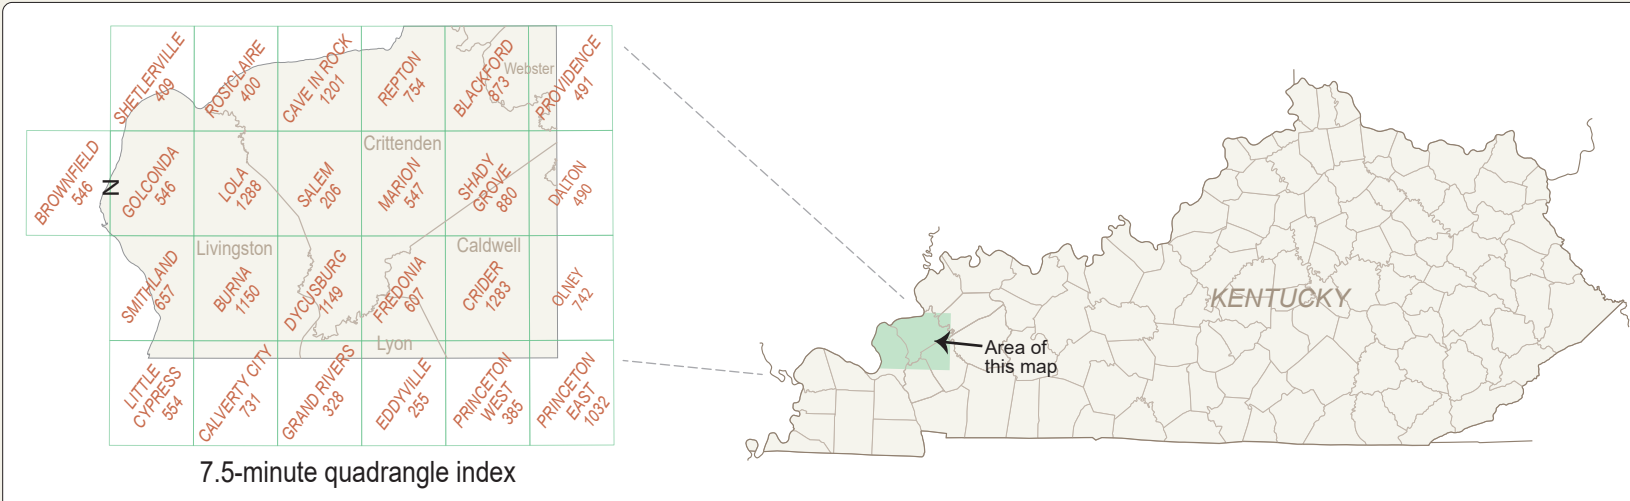 SHETLERVILLE
409
ROSICLAIRE
400
CAVE IN ROCK
1201
REPTON
754
BLACKFORD
873
Webster
PROVIDENCE
491
Crittenden
BROWNFIELD
546
N
GOLCONDA
546
LOLA
1288
SALEM
206
MARION
547
SHADY
GROVE
880
DALTON
490
Livingston
Caldwell
SMITHLAND
657
BURNA
1150
DYCUSBURG
1149
FREDONIA
607
CRIDER
1283
OLNEY
742
Lyon
LITTLE
CYPRESS
554
CALVERTY CITY
731
GRAND RIVERS
328
EDDYVILLE
255
PRINCETON
WEST
385
PRINCETON
EAST
1032
7.5-minute quadrangle index
KENTUCKY
Area of
this map